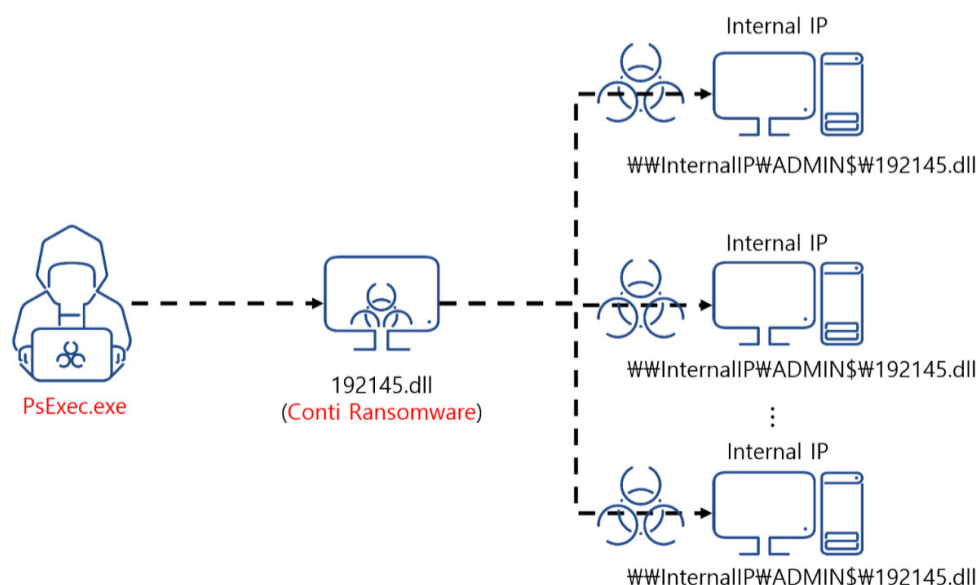 Internal IP
₩₩InternalIP₩ADMIN$₩192145.dll
Internal IP
PsExec.exe
192145.dll
(Conti Ransomware)
₩₩InternalIP₩ADMIN$₩192145.dll
⋮
Internal IP
₩₩InternalIP₩ADMIN$₩192145.dll